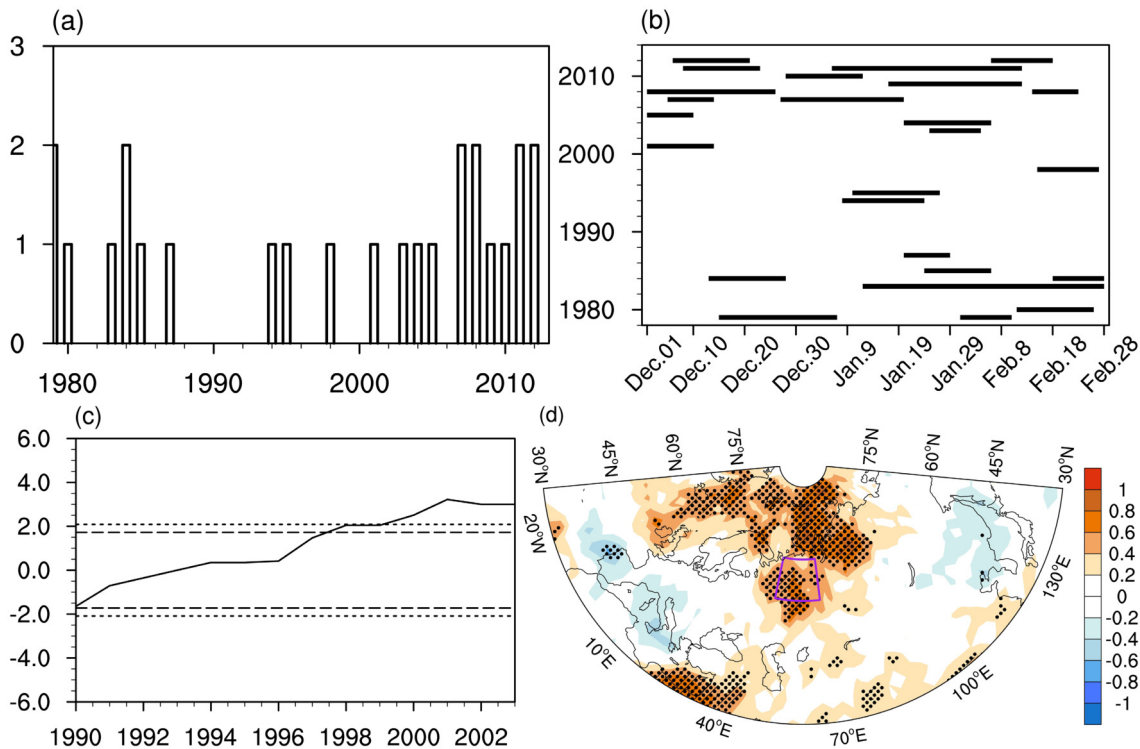 (a)
3
2
1
0
1980 1990 2000 2010
(b)
2010
2000
1990
1980
Dec.01 Dec.10 Dec.20 Dec.30 Jan.9 Jan.19 Jan.29 Feb.8 Feb.18 Feb.28
(c)
6.0
4.0
2.0
0.0
-2.0
-4.0
-6.0
1990 1992 1994 1996 1998 2000 2002
(d)
30°N 45°N 60°N 75°N 75°N 60°N 45°N 30°N
20°W 10°E 40°E 70°E 100°E 130°E
1
0.8
0.6
0.4
0.2
0
-0.2
-0.4
-0.6
-0.8
-1